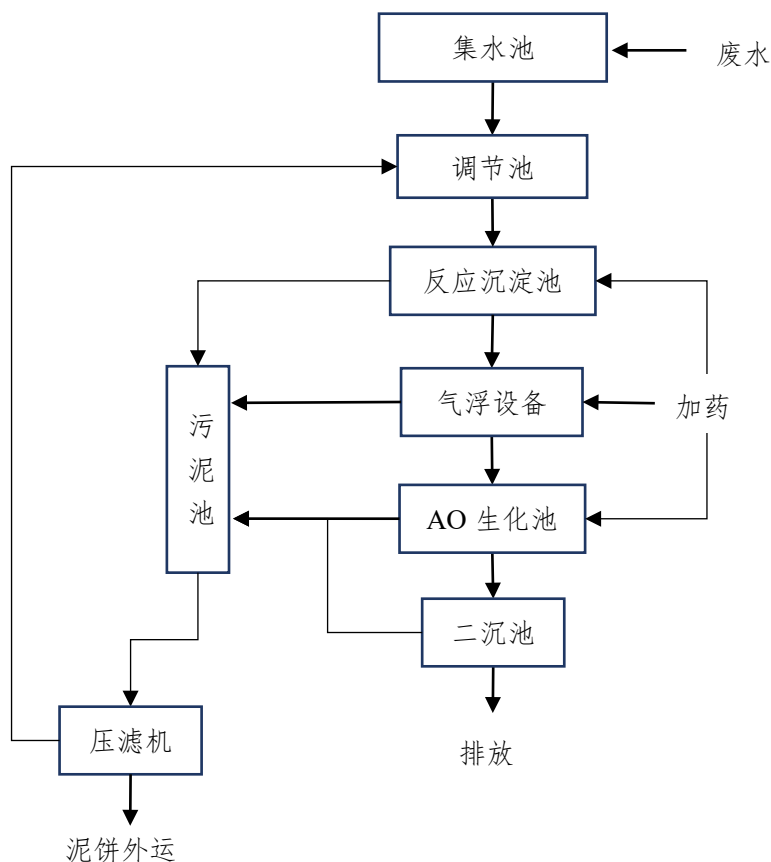 集水池
废水
调节池
反应沉淀池
气浮设备
加药
污泥池
AO 生化池
二沉池
压滤机
排放
泥饼外运